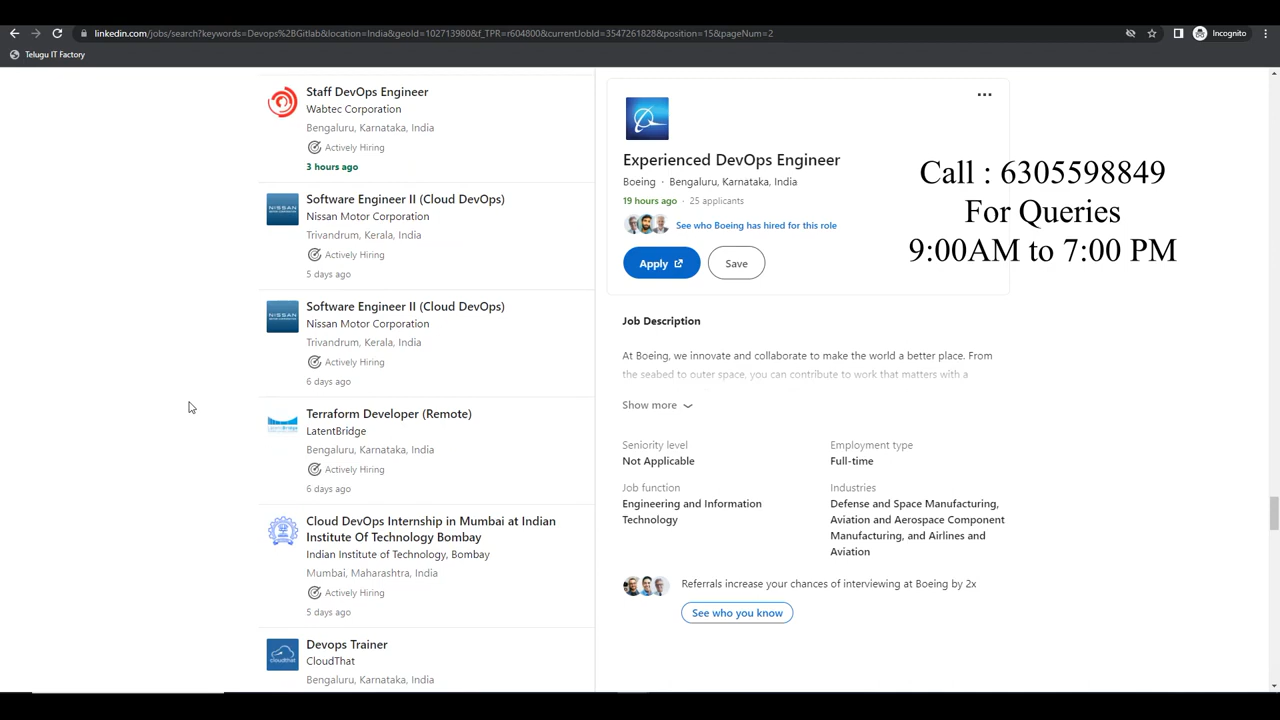 linkedin.com/jobs/search?keywords=Devops%2BGitlab&location=India&geoId=102713980&f_TPR=r604800&currentJobId=3547261828&position=15&pageNum=2
Incognito
Telugu IT Factory
Staff DevOps Engineer
Wabtec Corporation
Bengaluru, Karnataka, India
Actively Hiring
3 hours ago
Software Engineer II (Cloud DevOps)
Nissan Motor Corporation
Trivandrum, Kerala, India
Actively Hiring
5 days ago
Software Engineer II (Cloud DevOps)
Nissan Motor Corporation
Trivandrum, Kerala, India
Actively Hiring
6 days ago
Terraform Developer (Remote)
LatentBridge
Bengaluru, Karnataka, India
Actively Hiring
6 days ago
Cloud DevOps Internship in Mumbai at Indian
Institute Of Technology Bombay
Indian Institute of Technology, Bombay
Mumbai, Maharashtra, India
Actively Hiring
5 days ago
Devops Trainer
CloudThat
Bengaluru, Karnataka, India
Experienced DevOps Engineer
Boeing · Bengaluru, Karnataka, India
19 hours ago · 25 applicants
See who Boeing has hired for this role
Apply
Save
Call : 6305598849
For Queries
9:00AM to 7:00 PM
Job Description
At Boeing, we innovate and collaborate to make the world a better place. From
the seabed to outer space, you can contribute to work that matters with a
Show more
Seniority level
Not Applicable
Employment type
Full-time
Job function
Engineering and Information
Technology
Industries
Defense and Space Manufacturing,
Aviation and Aerospace Component
Manufacturing, and Airlines and
Aviation
Referrals increase your chances of interviewing at Boeing by 2x
See who you know